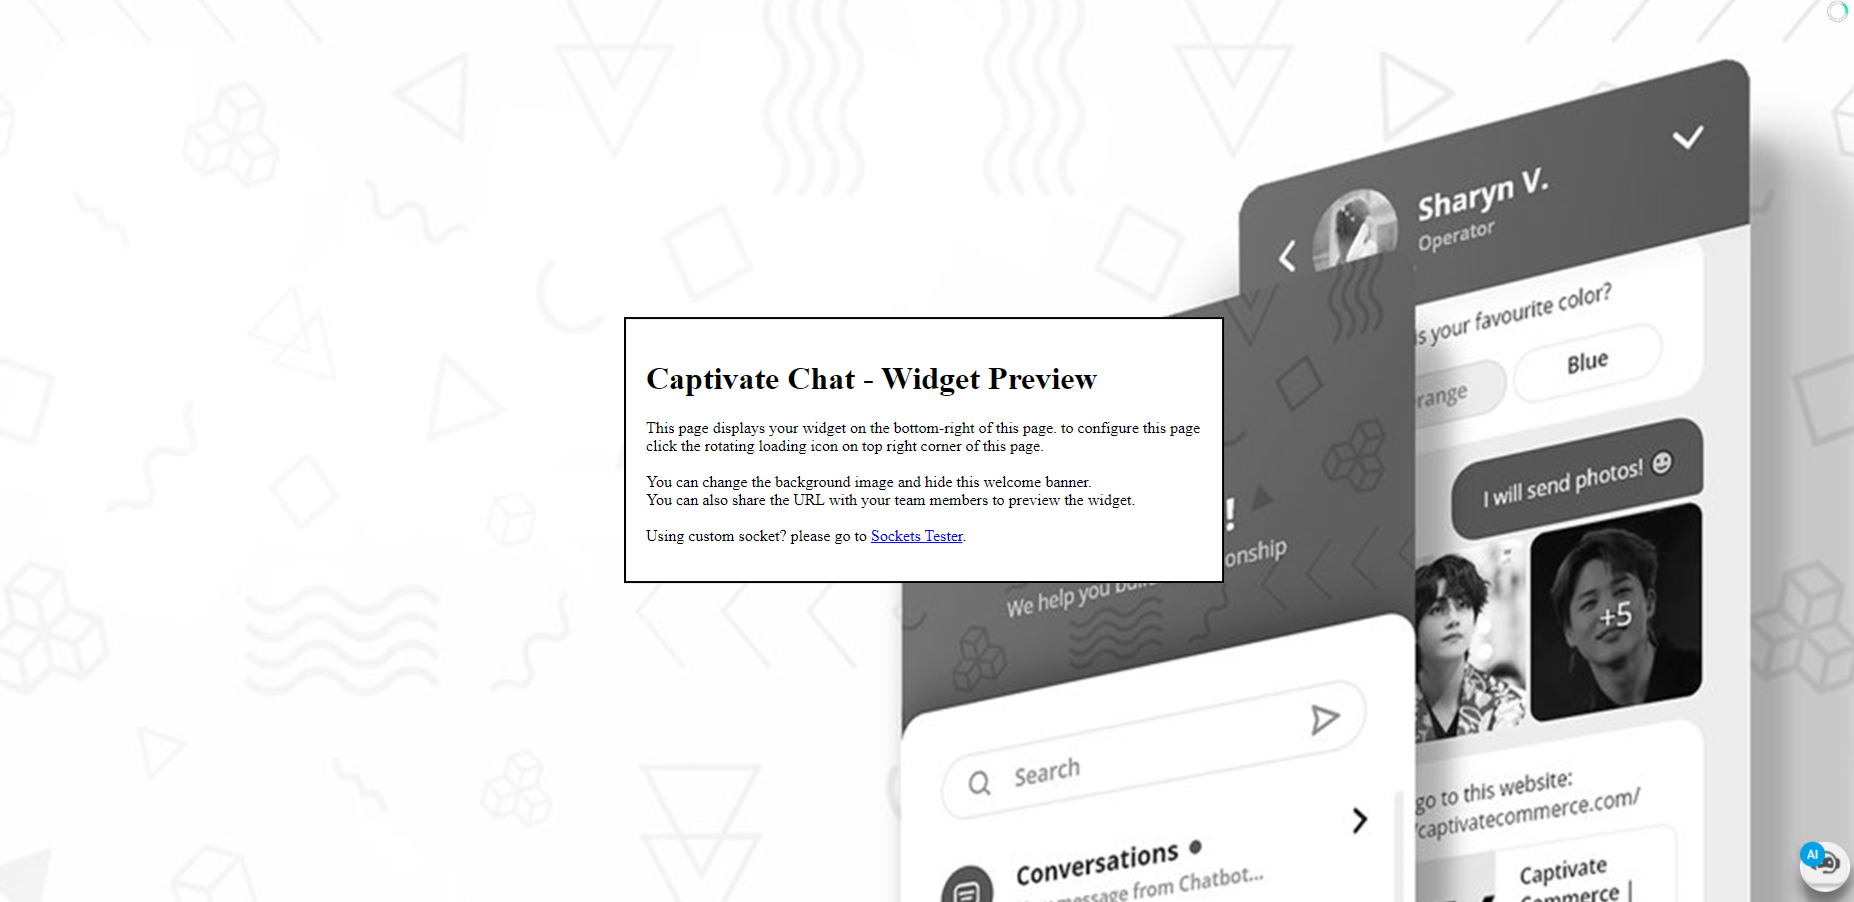 Sharyn V.
Operator
is your favourite color?
Blue
I will send photos!
+5
go to this website:
/captivatecommerce.com/
Captivate
Commerce |
Captivate Chat - Widget Preview
This page displays your widget on the bottom-right of this page. to configure this page
click the rotating loading icon on top right corner of this page.
You can change the background image and hide this welcome banner.
You can also share the URL with your team members to preview the widget.
Using custom socket? please go to Sockets Tester.
!
We help you
Search
Conversations
message from Chatbot...
AI